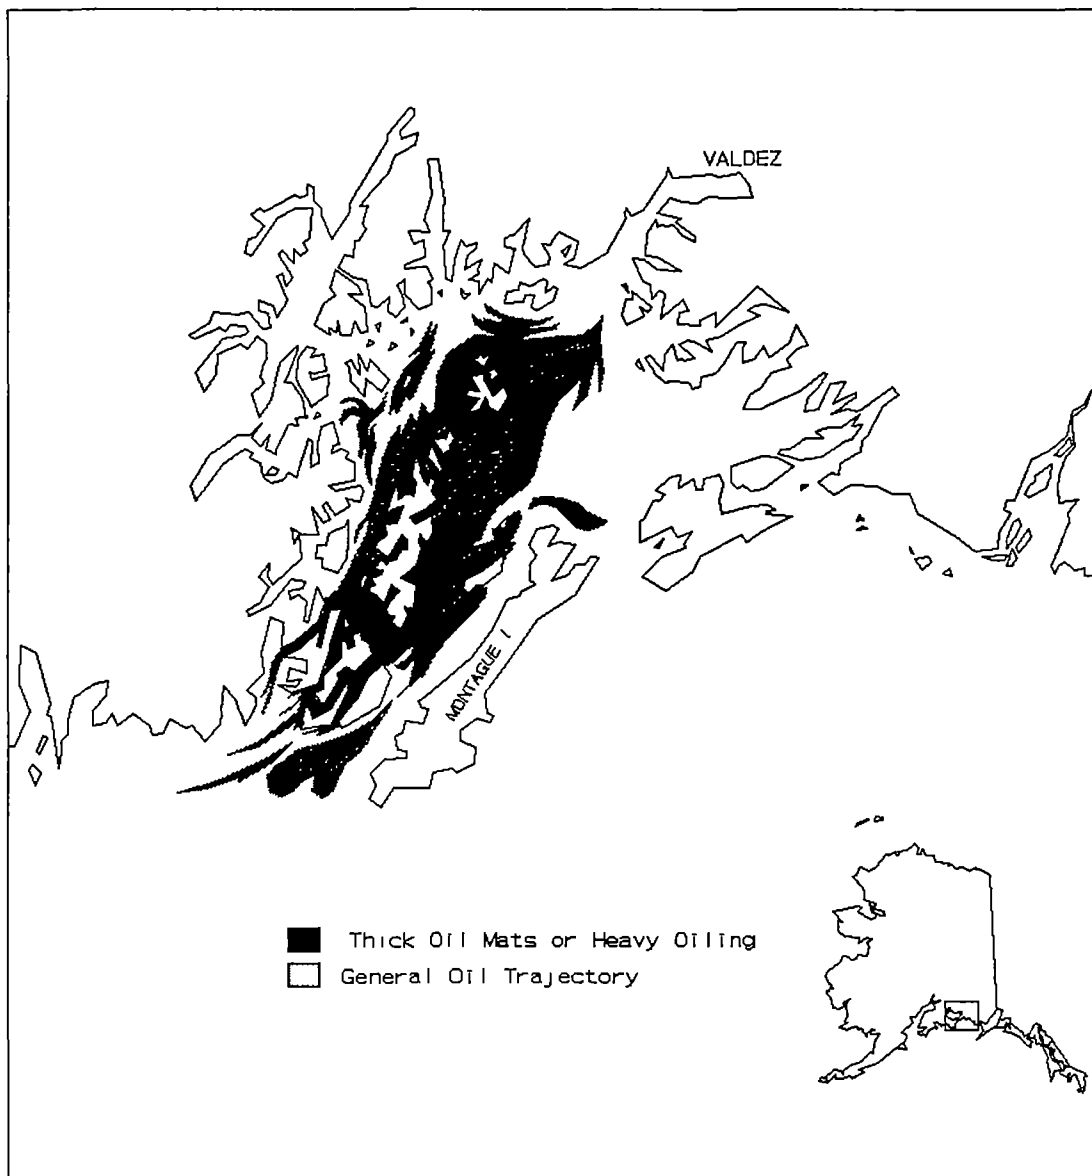 VALDEZ
MONTAGUE I
Thick Oil Mats or Heavy Oiling
General Oil Trajectory